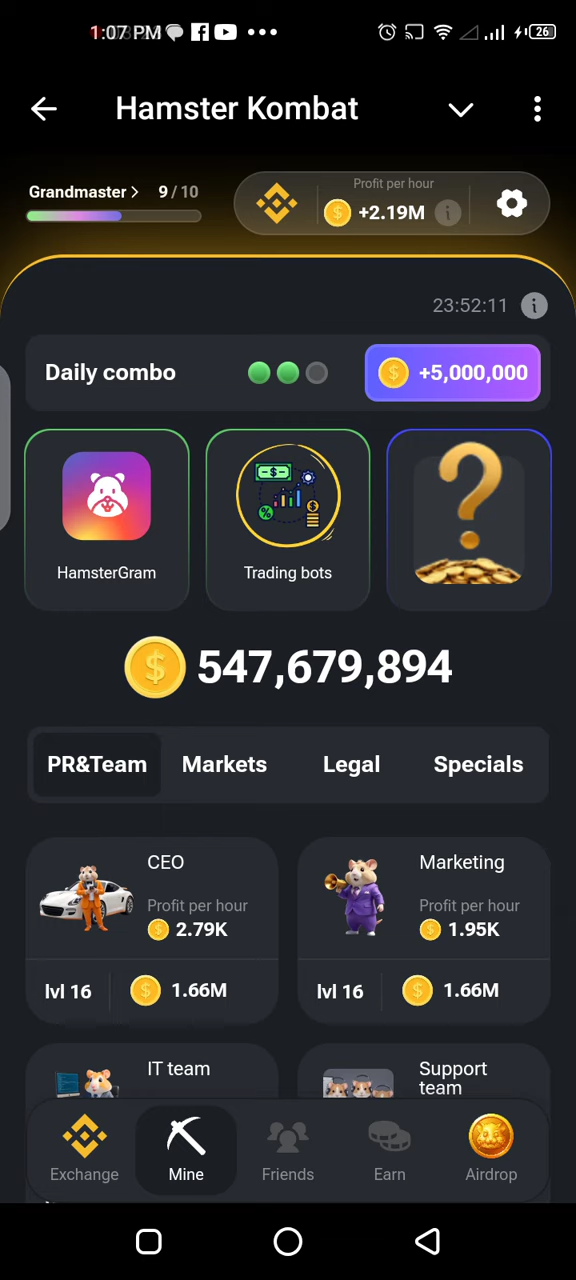 1:07 PM
26
Hamster Kombat
Grandmaster > 9 / 10
Profit per hour
+2.19M
23:52:11
Daily combo
+5,000,000
HamsterGram
Trading bots
547,679,894
PR&Team Markets Legal Specials
CEO
Profit per hour
2.79K
lvl 16 1.66M
Marketing
Profit per hour
1.95K
lvl 16 1.66M
IT team
Support team
Exchange Mine Friends Earn Airdrop